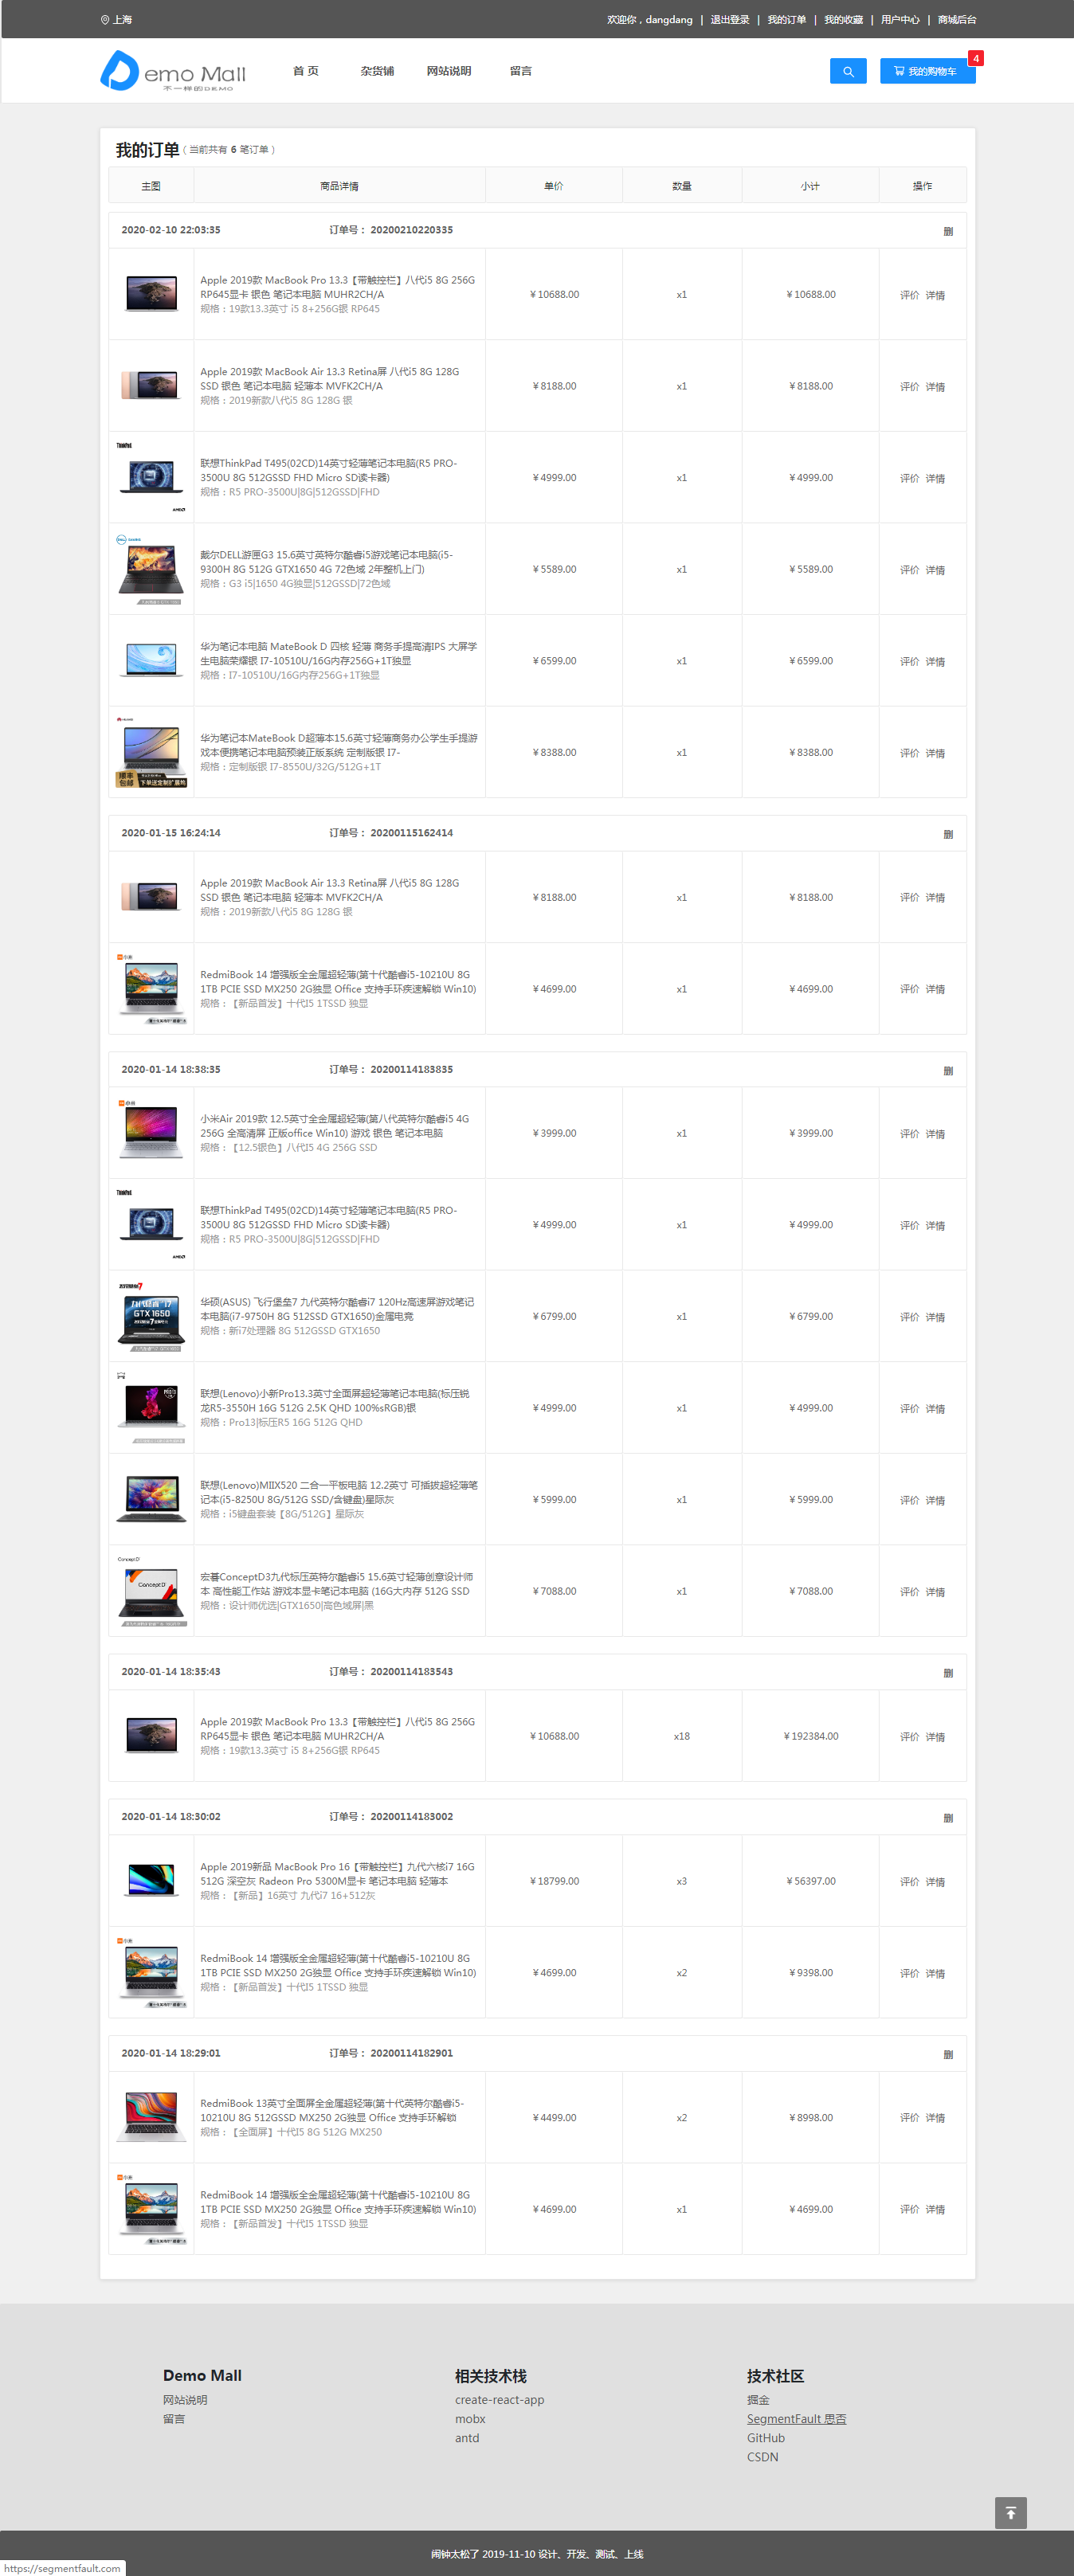 上海
欢迎你，dangdang | 退出登录 | 我的订单 | 我的收藏 | 用户中心 | 商城后台
emo Mall
不一样的DEMO
首 页 杂货铺 网站说明 留言
我的购物车 4
我的订单 ( 当前共有 6 笔订单 )
主图 商品详情 单价 数量 小计 操作
2020-02-10 22:03:35 订单号： 20200210220335 删
Apple 2019款 MacBook Pro 13.3【带触控栏】八代i5 8G 256G
RP645显卡 银色 笔记本电脑 MUHR2CH/A
规格：19款13.3英寸 i5 8+256G银 RP645
￥10688.00 x1 ￥10688.00 评价 详情
Apple 2019款 MacBook Air 13.3 Retina屏 八代i5 8G 128G
SSD 银色 笔记本电脑 轻薄本 MVFK2CH/A
规格：2019新款八代i5 8G 128G 银
￥8188.00 x1 ￥8188.00 评价 详情
ThinkPad
AMD
联想ThinkPad T495(02CD)14英寸轻薄笔记本电脑(R5 PRO-
3500U 8G 512GSSD FHD Micro SD读卡器)
规格：R5 PRO-3500U|8G|512GSSD|FHD
￥4999.00 x1 ￥4999.00 评价 详情
戴尔DELL游匣G3 15.6英寸英特尔酷睿i5游戏笔记本电脑(i5-
9300H 8G 512G GTX1650 4G 72色域 2年整机上门)
规格：G3 i5|1650 4G独显|512GSSD|72色域
￥5589.00 x1 ￥5589.00 评价 详情
华为笔记本电脑 MateBook D 四核 轻薄 商务手提高清IPS 大屏学
生电脑荣耀银 I7-10510U/16G内存256G+1T独显
规格：I7-10510U/16G内存256G+1T独显
￥6599.00 x1 ￥6599.00 评价 详情
顺丰
包邮
下单送定制扩展坞
华为笔记本MateBook D超薄本15.6英寸轻薄商务办公学生手提游
戏本便携笔记本电脑预装正版系统 定制版银 I7-
规格：定制版银 I7-8550U/32G/512G+1T
￥8388.00 x1 ￥8388.00 评价 详情
2020-01-15 16:24:14 订单号： 20200115162414 删
Apple 2019款 MacBook Air 13.3 Retina屏 八代i5 8G 128G
SSD 银色 笔记本电脑 轻薄本 MVFK2CH/A
规格：2019新款八代i5 8G 128G 银
￥8188.00 x1 ￥8188.00 评价 详情
小米
RedmiBook 14 增强版全金属超轻薄(第十代酷睿i5-10210U 8G
1TB PCIE SSD MX250 2G独显 Office 支持手环疾速解锁 Win10)
规格：【新品首发】十代I5 1TSSD 独显
￥4699.00 x1 ￥4699.00 评价 详情
2020-01-14 18:38:35 订单号： 20200114183835 删
小米Air 2019款 12.5英寸全金属超轻薄(第八代英特尔酷睿i5 4G
256G 全高清屏 正版office Win10) 游戏 银色 笔记本电脑
规格：【12.5银色】八代I5 4G 256G SSD
￥3999.00 x1 ￥3999.00 评价 详情
ThinkPad
AMD
联想ThinkPad T495(02CD)14英寸轻薄笔记本电脑(R5 PRO-
3500U 8G 512GSSD FHD Micro SD读卡器)
规格：R5 PRO-3500U|8G|512GSSD|FHD
￥4999.00 x1 ￥4999.00 评价 详情
GTX 1650
华硕(ASUS) 飞行堡垒7 九代英特尔酷睿i7 120Hz高速屏游戏笔记
本电脑(i7-9750H 8G 512SSD GTX1650)金属电竞
规格：新i7处理器 8G 512GSSD GTX1650
￥6799.00 x1 ￥6799.00 评价 详情
联想(Lenovo)小新Pro13.3英寸全面屏超轻薄笔记本电脑(标压锐
龙R5-3550H 16G 512G 2.5K QHD 100%sRGB)银
规格：Pro13|标压R5 16G 512G QHD
￥4999.00 x1 ￥4999.00 评价 详情
联想(Lenovo)MIIX520 二合一平板电脑 12.2英寸 可插拔超轻薄笔
记本(i5-8250U 8G/512G SSD/含键盘)星际灰
规格：i5键盘套装【8G/512G】星际灰
￥5999.00 x1 ￥5999.00 评价 详情
ConceptD
ConceptD
宏碁ConceptD3九代标压英特尔酷睿i5 15.6英寸轻薄创意设计师
本 高性能工作站 游戏本显卡笔记本电脑 (16G大内存 512G SSD
规格：设计师优选|GTX1650|高色域屏|黑
￥7088.00 x1 ￥7088.00 评价 详情
2020-01-14 18:35:43 订单号： 20200114183543 删
Apple 2019款 MacBook Pro 13.3【带触控栏】八代i5 8G 256G
RP645显卡 银色 笔记本电脑 MUHR2CH/A
规格：19款13.3英寸 i5 8+256G银 RP645
￥10688.00 x18 ￥192384.00 评价 详情
2020-01-14 18:30:02 订单号： 20200114183002 删
Apple 2019新品 MacBook Pro 16【带触控栏】九代六核i7 16G
512G 深空灰 Radeon Pro 5300M显卡 笔记本电脑 轻薄本
规格：【新品】16英寸 九代i7 16+512灰
￥18799.00 x3 ￥56397.00 评价 详情
小米
RedmiBook 14 增强版全金属超轻薄(第十代酷睿i5-10210U 8G
1TB PCIE SSD MX250 2G独显 Office 支持手环疾速解锁 Win10)
规格：【新品首发】十代I5 1TSSD 独显
￥4699.00 x2 ￥9398.00 评价 详情
2020-01-14 18:29:01 订单号： 20200114182901 删
RedmiBook 13英寸全面屏全金属超轻薄(第十代英特尔酷睿i5-
10210U 8G 512GSSD MX250 2G独显 Office 支持手环解锁
规格：【全面屏】十代I5 8G 512G MX250
￥4499.00 x2 ￥8998.00 评价 详情
小米
RedmiBook 14 增强版全金属超轻薄(第十代酷睿i5-10210U 8G
1TB PCIE SSD MX250 2G独显 Office 支持手环疾速解锁 Win10)
规格：【新品首发】十代I5 1TSSD 独显
￥4699.00 x1 ￥4699.00 评价 详情
Demo Mall
网站说明
留言
相关技术栈
create-react-app
mobx
antd
技术社区
掘金
SegmentFault 思否
GitHub
CSDN
闹钟太松了 2019-11-10 设计、开发、测试、上线
https://segmentfault.com